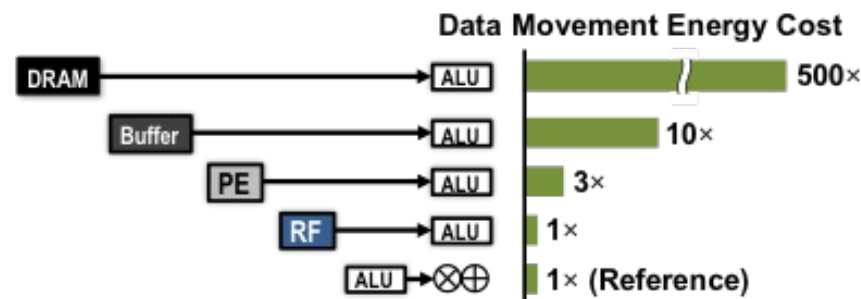 Data Movement Energy Cost
DRAM ALU 500×
Buffer ALU 10×
PE ALU 3×
RF ALU 1×
ALU 1× (Reference)